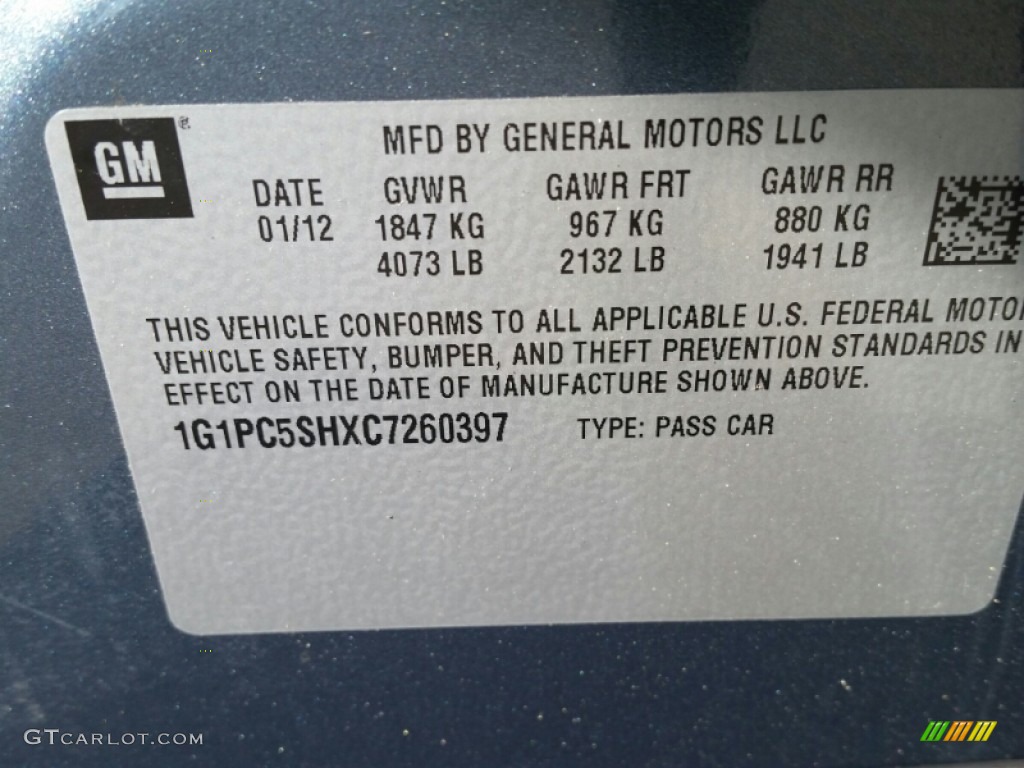 GM ®
MFD BY GENERAL MOTORS LLC
DATE GVWR GAWR FRT GAWR RR
01/12 1847 KG 967 KG 880 KG
4073 LB 2132 LB 1941 LB
THIS VEHICLE CONFORMS TO ALL APPLICABLE U.S. FEDERAL MOTO
VEHICLE SAFETY, BUMPER, AND THEFT PREVENTION STANDARDS IN
EFFECT ON THE DATE OF MANUFACTURE SHOWN ABOVE.
1G1PC5SHXC7260397 TYPE: PASS CAR
GTCARLOT.COM